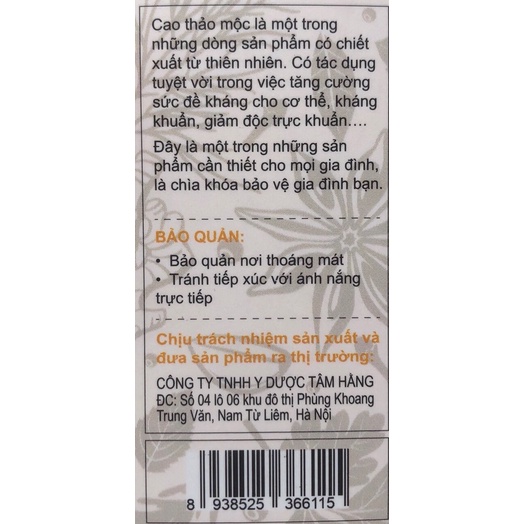 Cao thảo mộc là một trong
những dòng sản phẩm có chiết
xuất từ thiên nhiên. Có tác dụng
tuyệt vời trong việc tăng cường
sức đề kháng cho cơ thể, kháng
khuẩn, giảm độc trực khuẩn....
Đây là một trong những sản
phẩm cần thiết cho mọi gia đình,
là chìa khóa bảo vệ gia đình bạn.
BẢO QUẢN:
• Bảo quản nơi thoáng mát
• Tránh tiếp xúc với ánh nắng
trực tiếp
Chịu trách nhiệm sản xuất và
đưa sản phẩm ra thị trường:
CÔNG TY TNHH Y DƯỢC TÂM HẰNG
ĐC: Số 04 lô 06 khu đô thị Phùng Khoang
Trung Văn, Nam Từ Liêm, Hà Nội
8 938525 366115